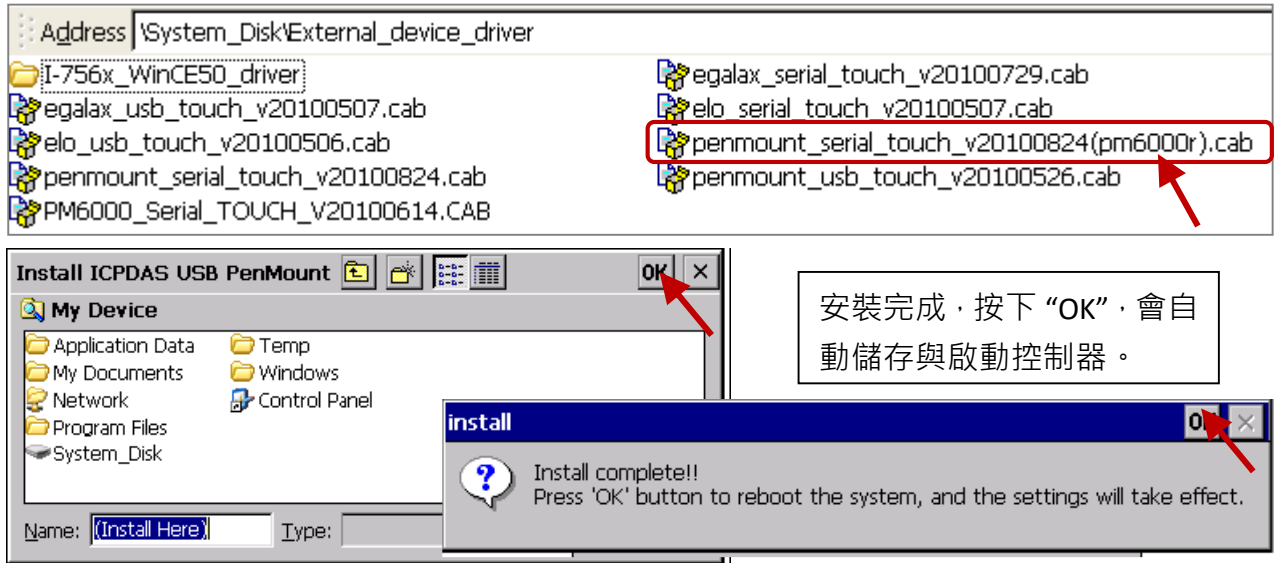 Address \System_Disk\External_device_driver
I-756x_WinCE50_driver
egalax_usb_touch_v20100507.cab
elo_usb_touch_v20100506.cab
penmount_serial_touch_v20100824.cab
PM6000_Serial_TOUCH_V20100614.CAB
egalax_serial_touch_v20100729.cab
elo_serial_touch_v20100507.cab
penmount_serial_touch_v20100824(pm6000r).cab
penmount_usb_touch_v20100526.cab
Install ICPDAS USB PenMount OK
My Device
Application Data
My Documents
Network
Program Files
System_Disk
Temp
Windows
Control Panel
Name: (Install Here) Type:
安裝完成,按下 “OK”,會自
動儲存與啟動控制器。
install OK
Install complete!!
Press 'OK' button to reboot the system, and the settings will take effect.